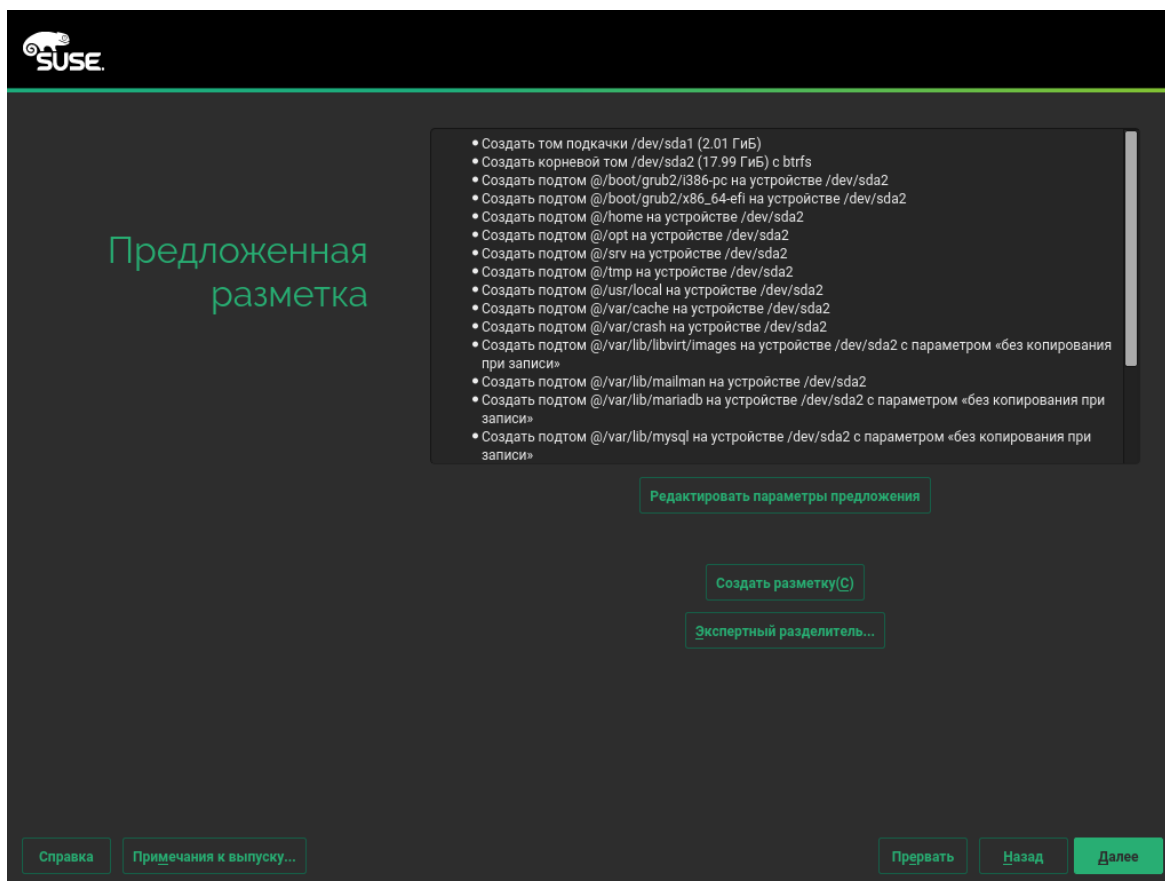 SUSE.
Предложенная
разметка
• Создать том подкачки /dev/sda1 (2.01 ГиБ)
• Создать корневой том /dev/sda2 (17.99 ГиБ) с btrfs
• Создать подтом @/boot/grub2/i386-pc на устройстве /dev/sda2
• Создать подтом @/boot/grub2/x86_64-efi на устройстве /dev/sda2
• Создать подтом @/home на устройстве /dev/sda2
• Создать подтом @/opt на устройстве /dev/sda2
• Создать подтом @/srv на устройстве /dev/sda2
• Создать подтом @/tmp на устройстве /dev/sda2
• Создать подтом @/usr/local на устройстве /dev/sda2
• Создать подтом @/var/cache на устройстве /dev/sda2
• Создать подтом @/var/crash на устройстве /dev/sda2
• Создать подтом @/var/lib/libvirt/images на устройстве /dev/sda2 с параметром «без копирования
при записи»
• Создать подтом @/var/lib/mailman на устройстве /dev/sda2
• Создать подтом @/var/lib/mariadb на устройстве /dev/sda2 с параметром «без копирования при
записи»
• Создать подтом @/var/lib/mysql на устройстве /dev/sda2 с параметром «без копирования при
записи»
Редактировать параметры предложения
Создать разметку(С)
Экспертный разделитель...
Справка
Примечания к выпуску...
Прервать
Назад
Далее